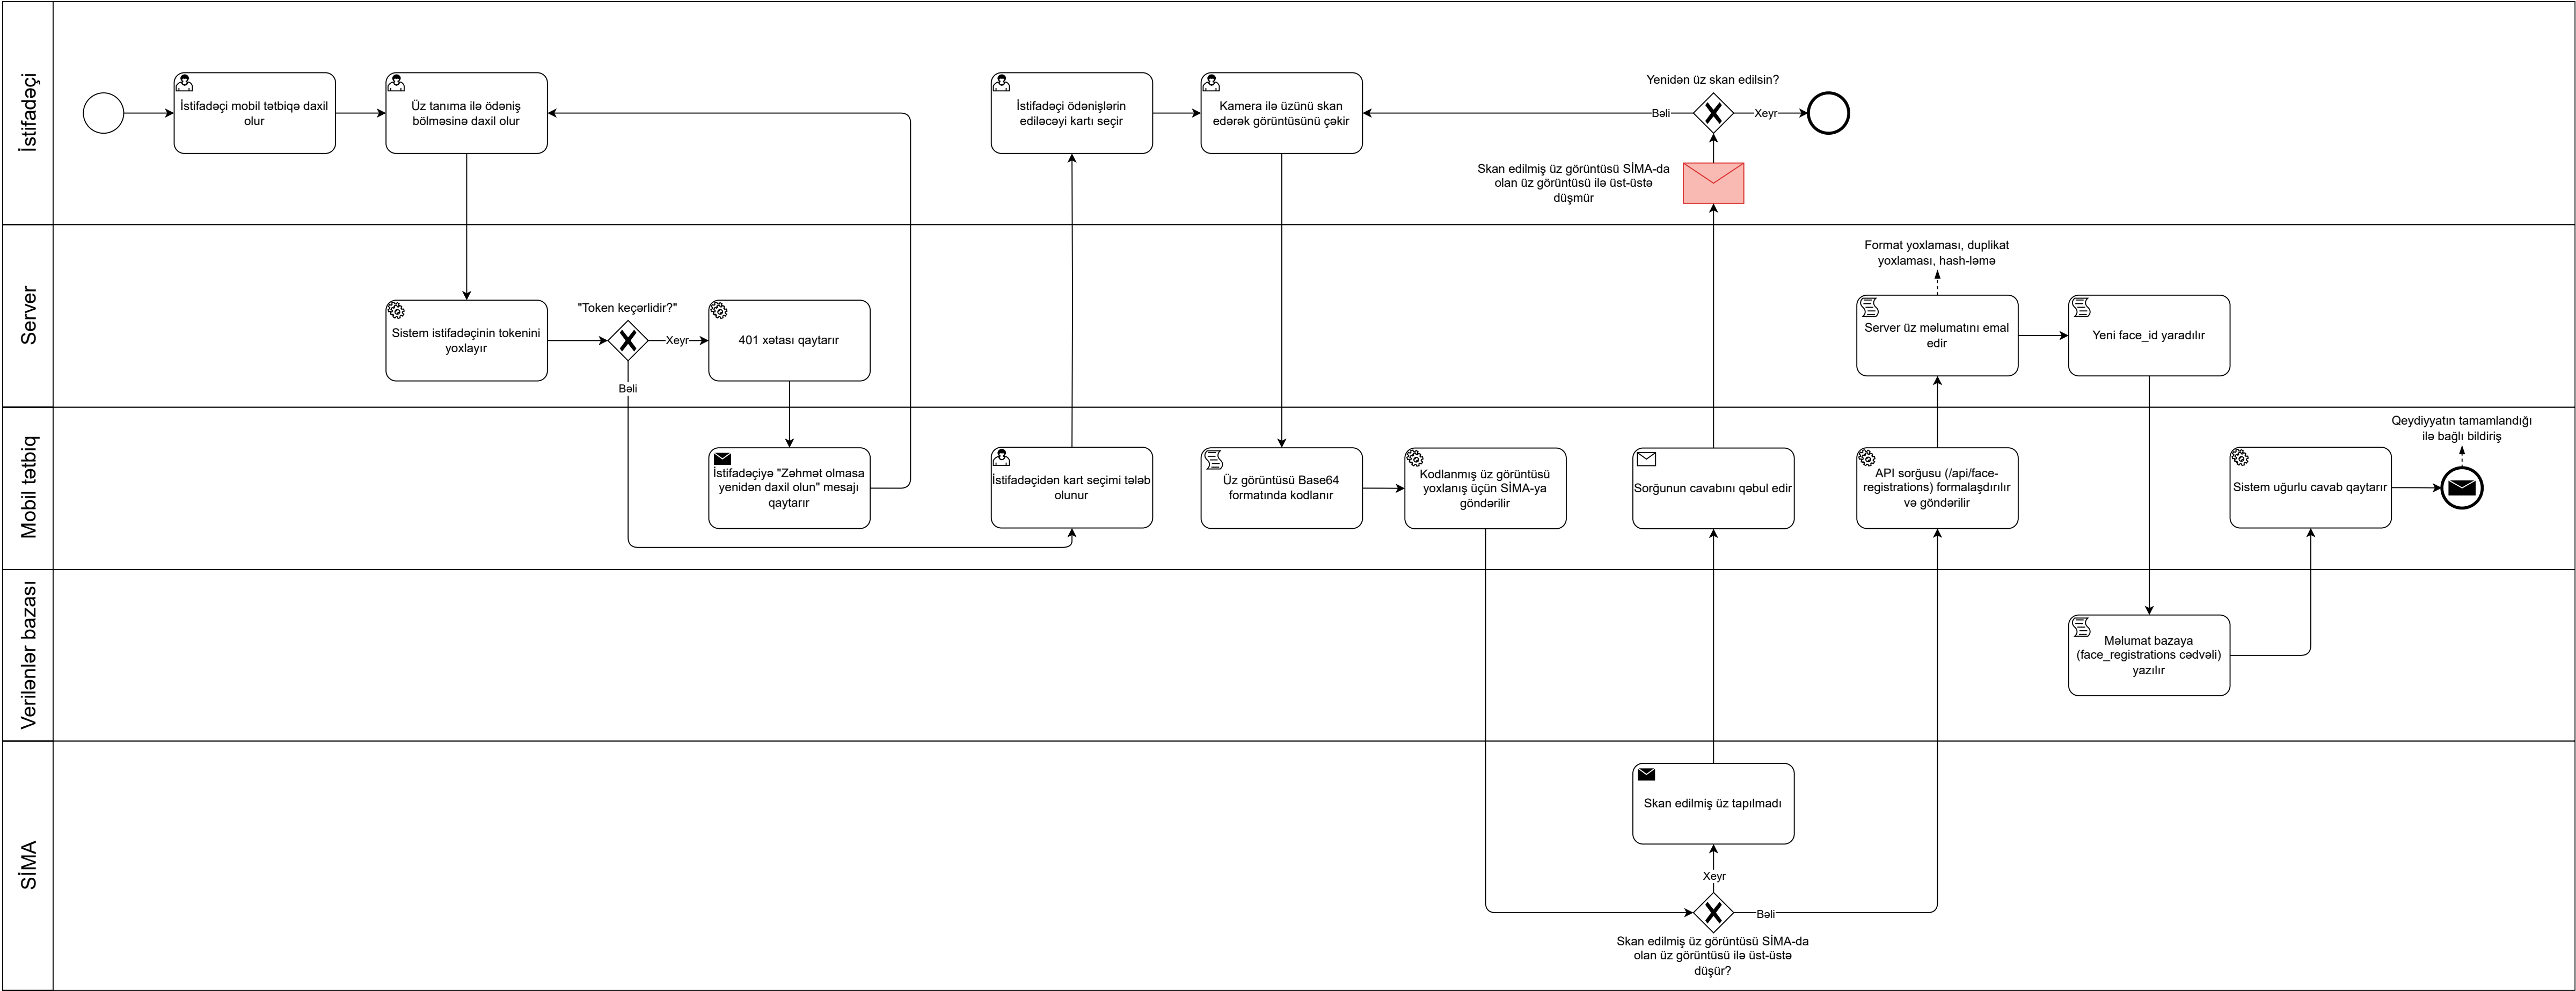 İstifadəçi
İstifadəçi mobil tətbiqə daxil
olur
Üz tanıma ilə ödəniş
bölməsinə daxil olur
İstifadəçi ödənişlərin
ediləcəyi kartı seçir
Kamera ilə üzünü skan
edərək görüntüsünü çəkir
Yenidən üz skan edilsin?
Bəli
Xeyr
Skan edilmiş üz görüntüsü SİMA-da
olan üz görüntüsü ilə üst-üstə
düşmür
Server
Sistem istifadəçinin tokenini
yoxlayır
"Token keçərlidir?"
Xeyr
Bəli
401 xətası qaytarır
Format yoxlaması, duplikat
yoxlaması, hash-ləmə
Server üz məlumatını emal
edir
Yeni face_id yaradılır
Mobil tətbiq
İstifadəçiyə "Zəhmət olmasa
yenidən daxil olun" mesajı
qaytarır
İstifadəçidən kart seçimi tələb
olunur
Üz görüntüsü Base64
formatında kodlanır
Kodlanmış üz görüntüsü
yoxlanış üçün SİMA-ya
göndərilir
Sorğunun cavabını qəbul edir
API sorğusu (/api/face-
registrations) formalaşdırılır
və göndərilir
Sistem uğurlu cavab qaytarır
Qeydiyyatın tamamlandığı
ilə bağlı bildiriş
Verilənlər bazası
Məlumat bazaya
(face_registrations cədvəli)
yazılır
SİMA
Skan edilmiş üz tapılmadı
Xeyr
Bəli
Skan edilmiş üz görüntüsü SİMA-da
olan üz görüntüsü ilə üst-üstə
düşür?